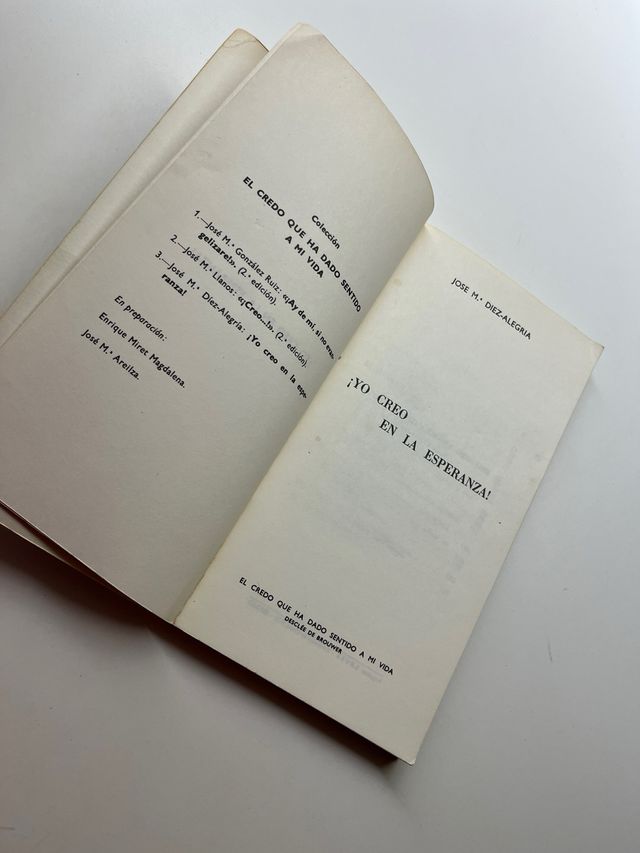 Colección
EL CREDO QUE HA DADO SENTIDO
A MI VIDA
1.—José M.ª González Ruiz: «¡Ay de mí, si no evan-
gelizare!». (2.ª edición).
2.—José M.ª Llanos: «¡Creo...!». (2.ª edición).
3.—José M.ª Díez-Alegría: ¡Yo creo en la espe-
ranza!
En preparación:
Enrique Miret Magdalena.
José M.ª Areilza.
JOSE M.ª DIEZ-ALEGRIA
¡YO CREO
EN LA ESPERANZA!
EL CREDO QUE HA DADO SENTIDO A MI VIDA
DESCLÉE DE BROUWER